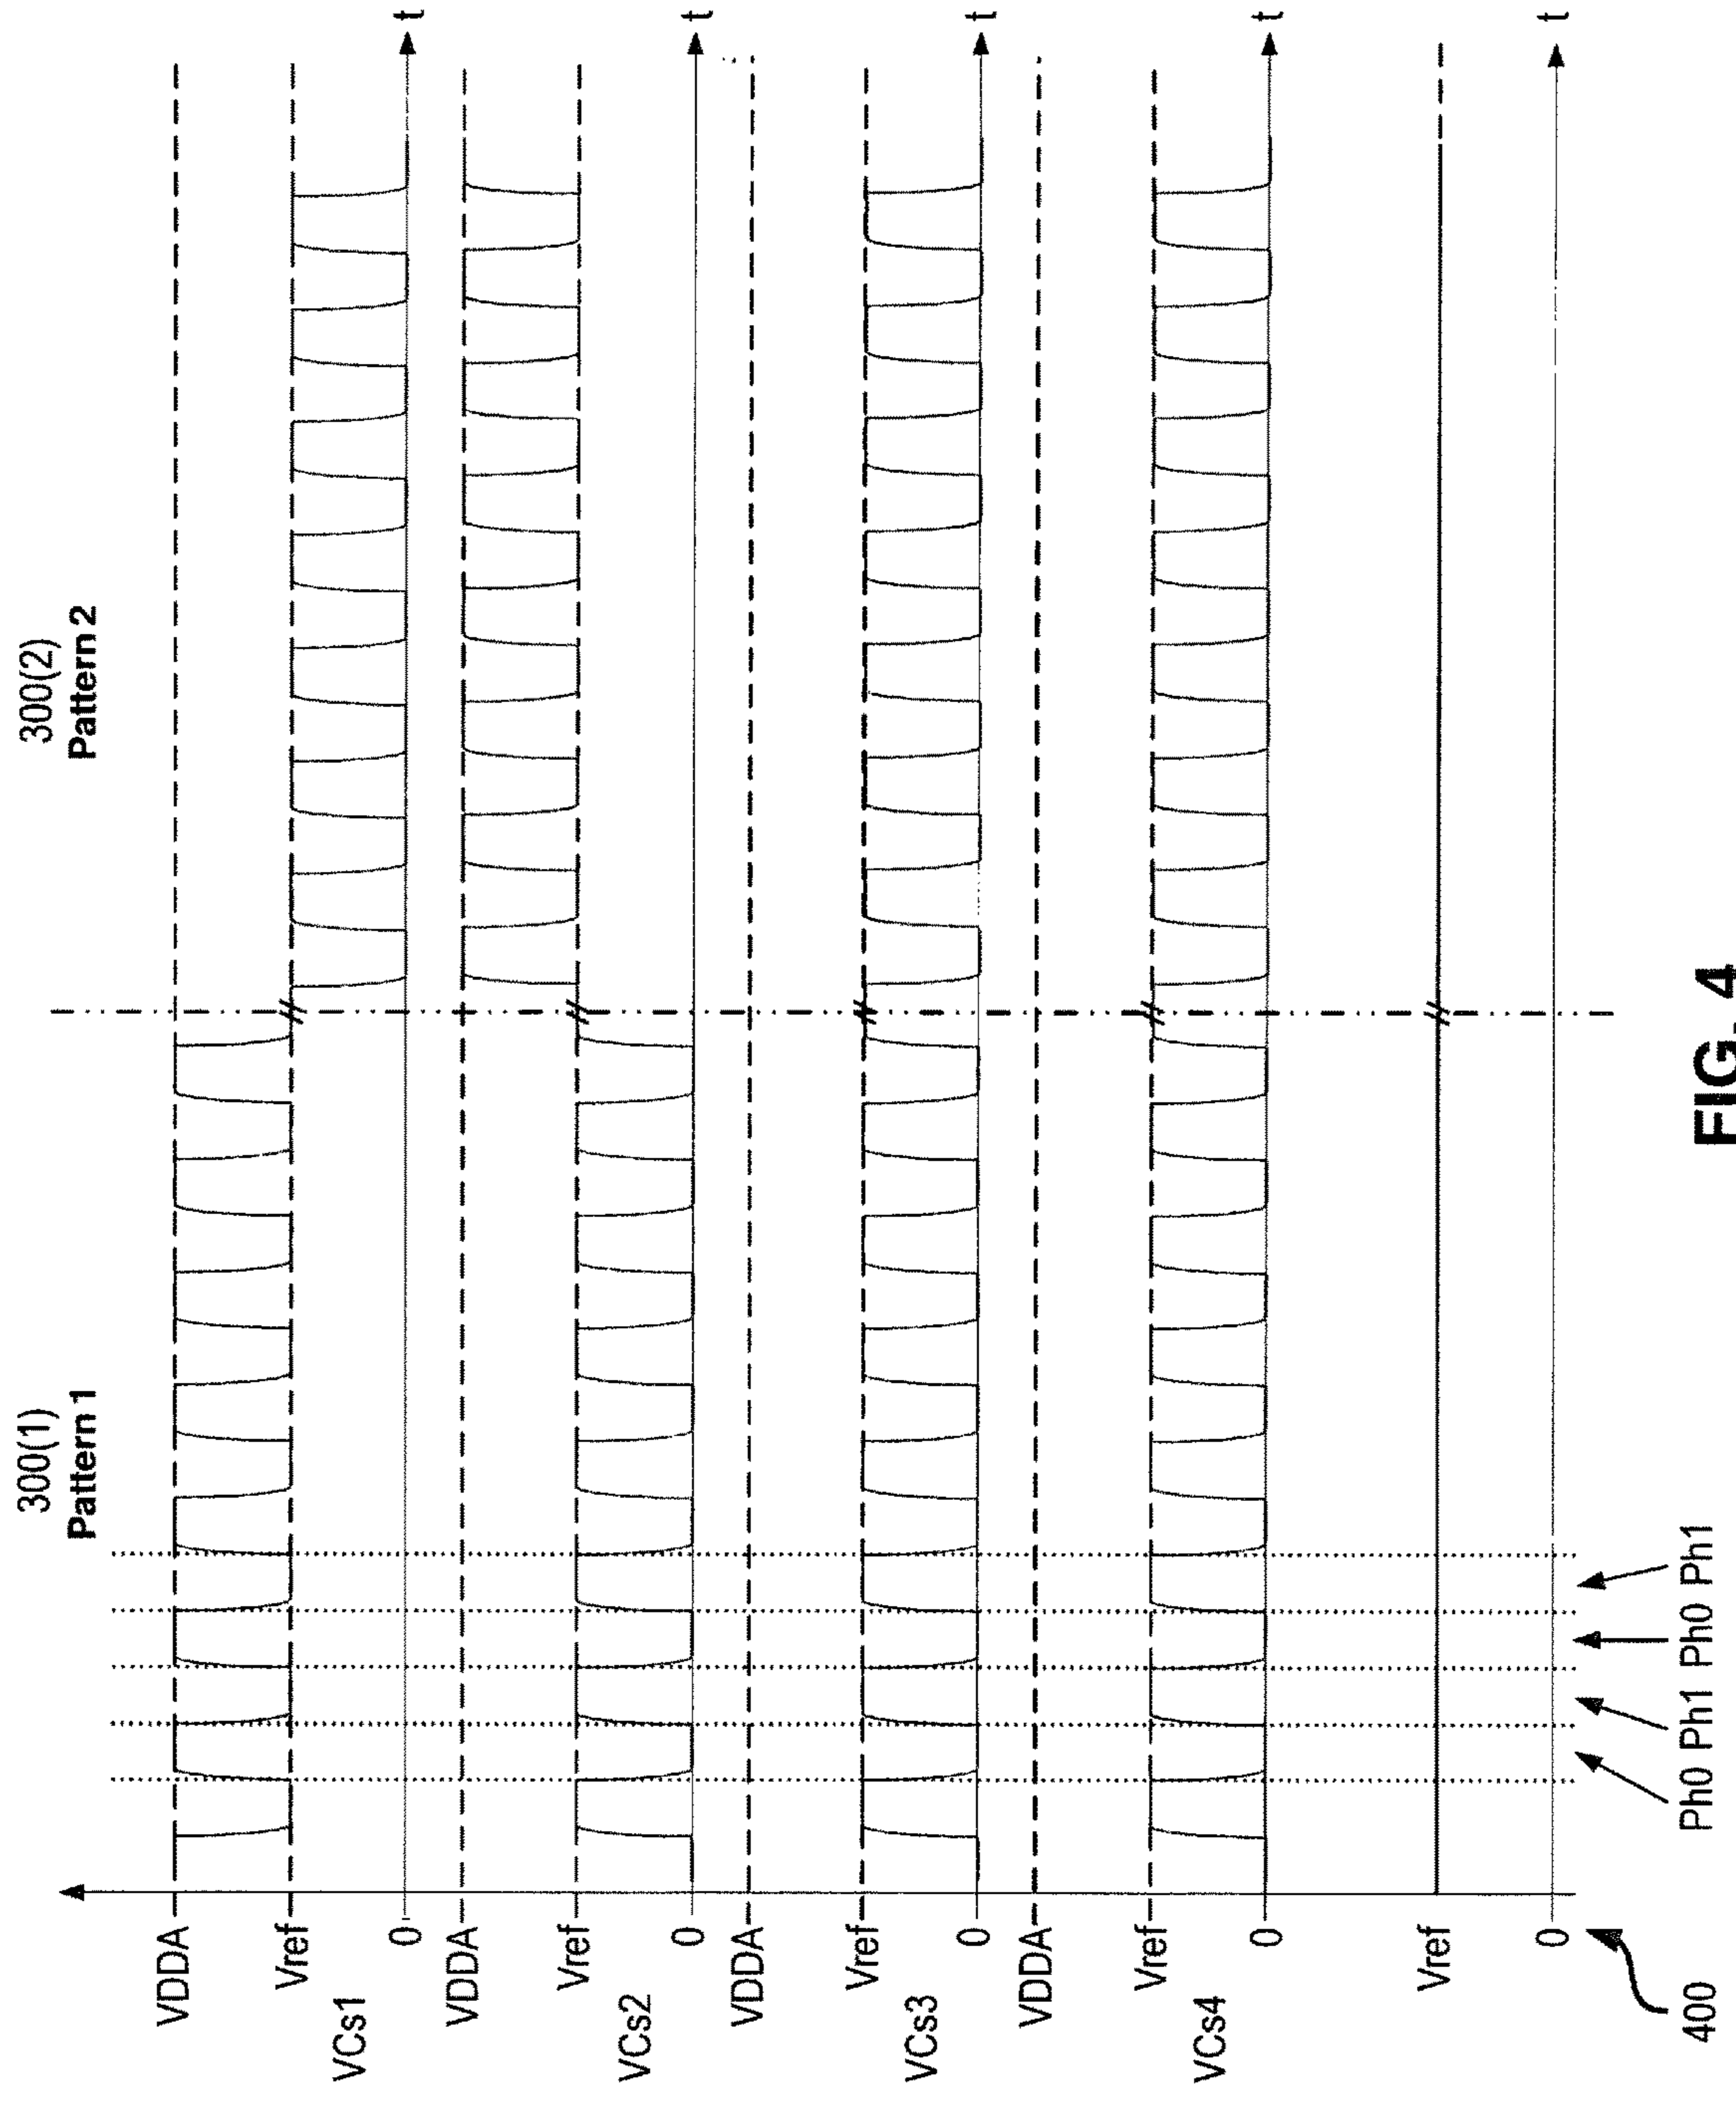 300(1)
Pattern 1
300(2)
Pattern 2
VDDA
Vref
VCs1
0
t
VDDA
Vref
VCs2
0
t
VDDA
Vref
VCs3
0
t
VDDA
Vref
VCs4
0
t
Vref
0
t
400
Ph0 Ph1 Ph0 Ph1
FIG. 4